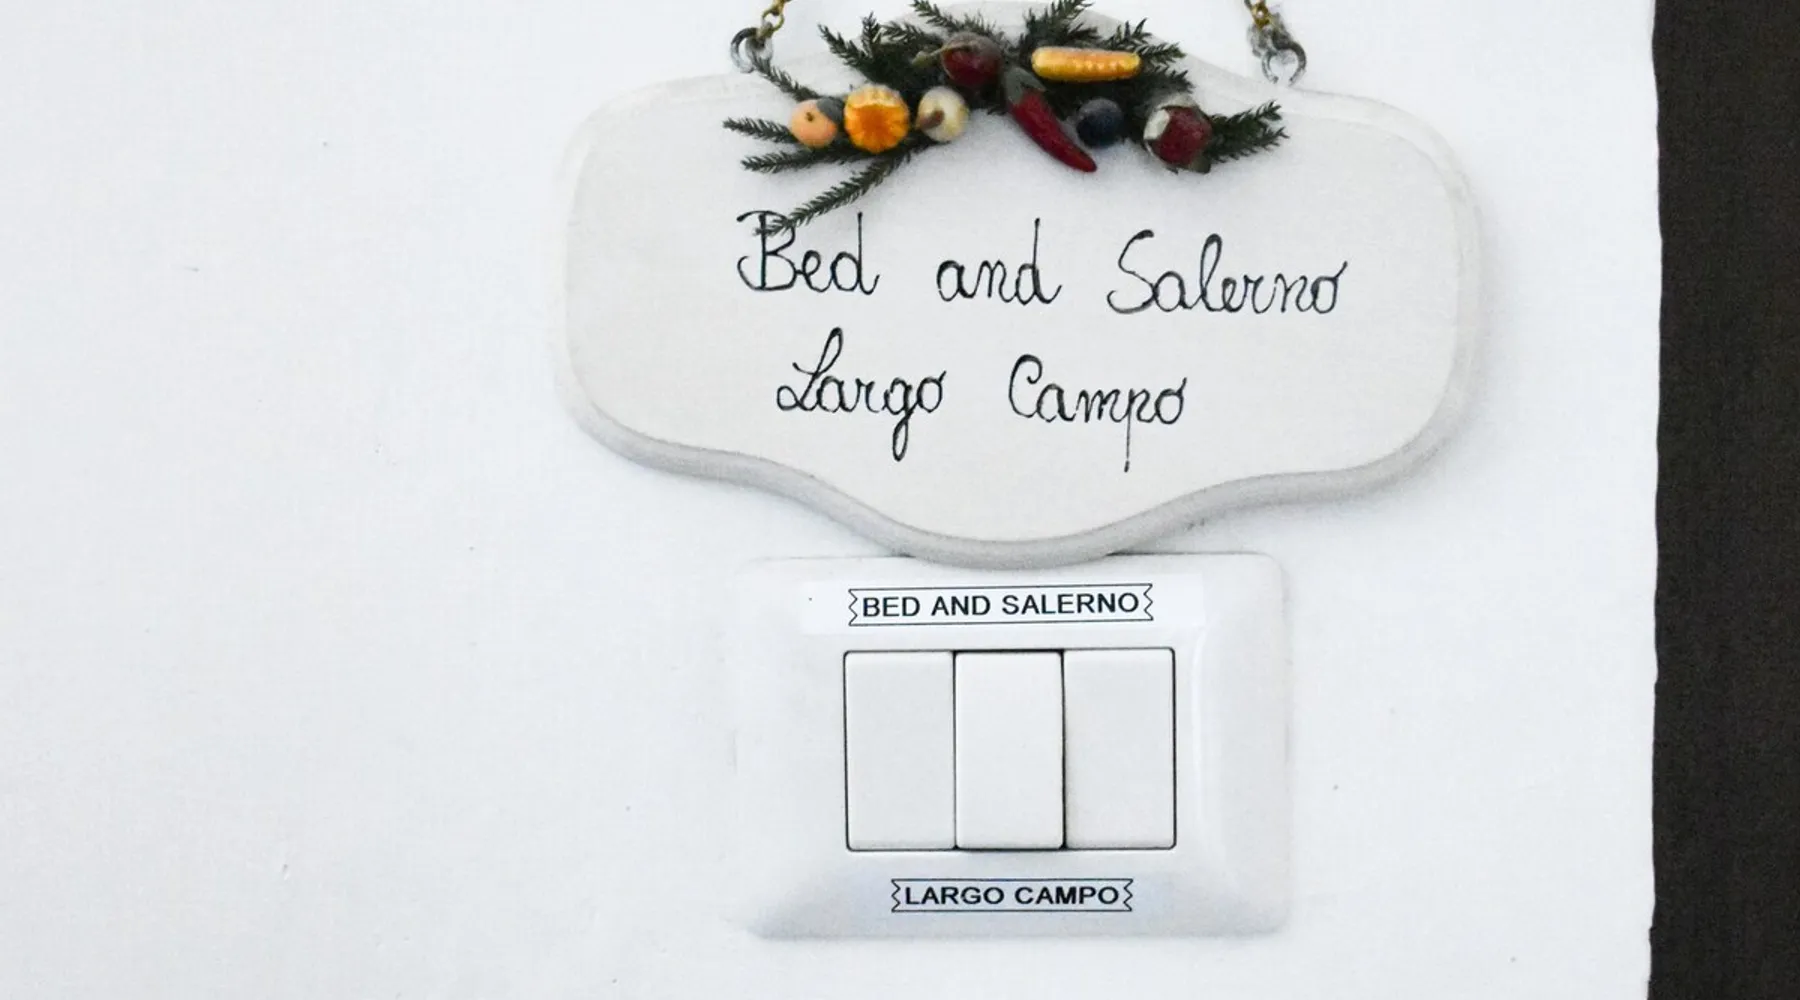 Bed and Salerno
Largo Campo
BED AND SALERNO
LARGO CAMPO